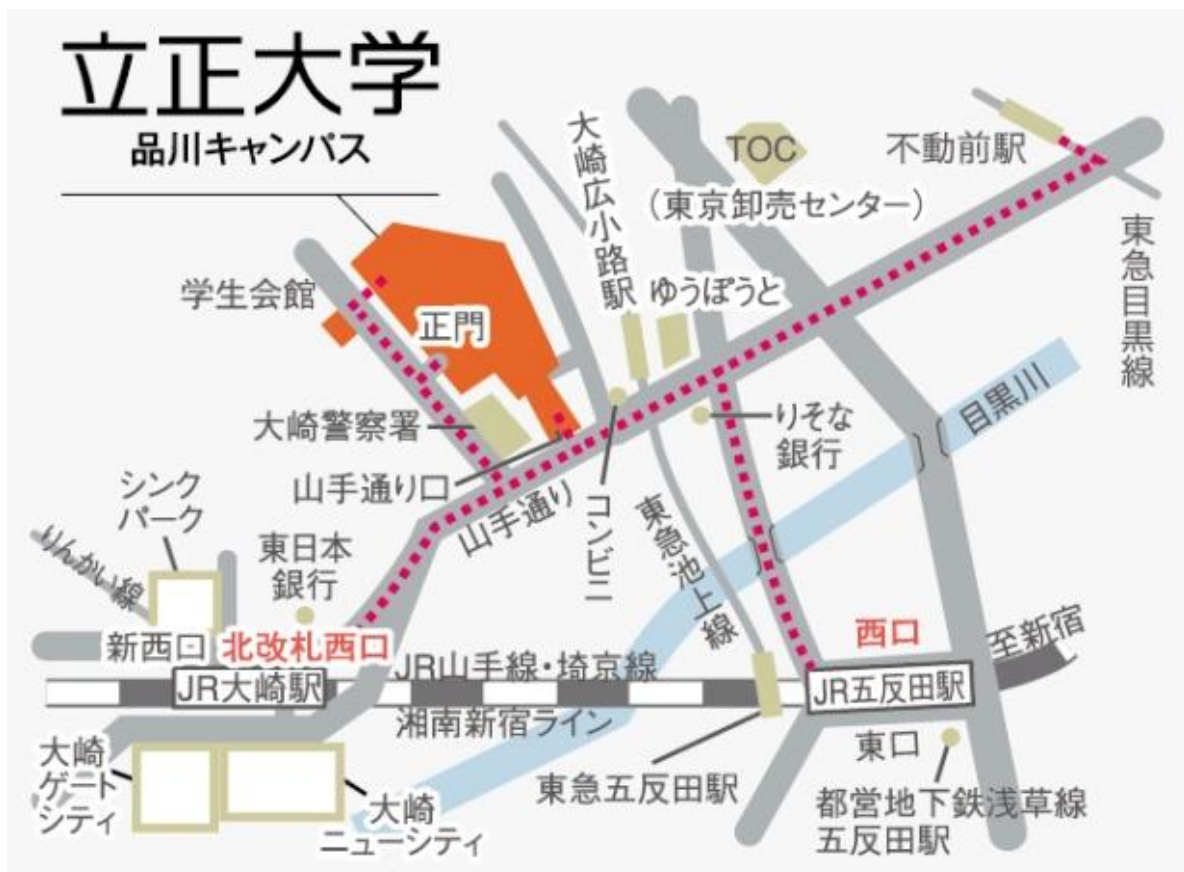 立正大学
品川キャンパス
大崎広小路駅
TOC
(東京卸売センター)
不動前駅
東急目黒線
学生会館
正門
ゆうぽうと
大崎警察署
山手通り口
山手通り
コンビニ
りそな
銀行
目黒川
東急池上線
シンク
パーク
りんかい線
東日本
銀行
新西口
北改札西口
JR大崎駅
JR山手線・埼京線
湘南新宿ライン
西口
至新宿
JR五反田駅
東口
大崎
ゲート
シティ
大崎
ニューシティ
東急五反田駅
都営地下鉄浅草線
五反田駅